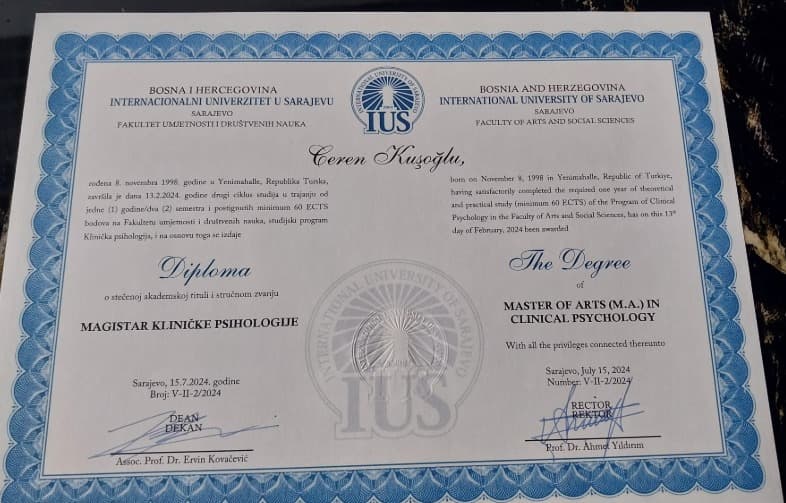 BOSNA I HERCEGOVINA
INTERNACIONALNI UNIVERZITET U SARAJEVU
SARAJEVO
FAKULTET UMJETNOSTI I DRUŠTVENIH NAUKA
INTERNATIONAL UNIVERSITY OF SARAJEVO
IUS
BOSNIA AND HERZEGOVINA
INTERNATIONAL UNIVERSITY OF SARAJEVO
SARAJEVO
FACULTY OF ARTS AND SOCIAL SCIENCES
Ceren Kuşoğlu,
rođena 8. novembra 1998. godine u Yenimahalle, Republika Turska,
završila je dana 13.2.2024. godine drugi ciklus studija u trajanju od
jedne (1) godine/dva (2) semestra i postignutih minimum 60 ECTS
bodova na Fakultetu umjetnosti i društvenih nauka, studijski program
Klinička psihologija, i na osnovu toga se izdaje
born on November 8, 1998 in Yenimahalle, Republic of Turkiye,
having satisfactorily completed the required one year of theoretical
and practical study (minimum 60 ECTS) of the Program of Clinical
Psychology in the Faculty of Arts and Social Sciences, has on this 13th
day of February, 2024 been awarded
Diploma
o stečenoj akademskoj tituli i stručnom zvanju
MAGISTAR KLINIČKE PSIHOLOGIJE
The Degree
of
MASTER OF ARTS (M.A.) IN
CLINICAL PSYCHOLOGY
With all the privileges connected thereunto
INTERNATIONAL UNIVERSITY OF SARAJEVO
IUS
Sarajevo, 15.7.2024. godine
Broj: V-II-2/2024
DEAN
DEKAN
Assoc. Prof. Dr. Ervin Kovačević
Sarajevo, July 15, 2024
Number: V-II-2/2024
RECTOR
REKTOR
Prof. Dr. Ahmet Yıldırım